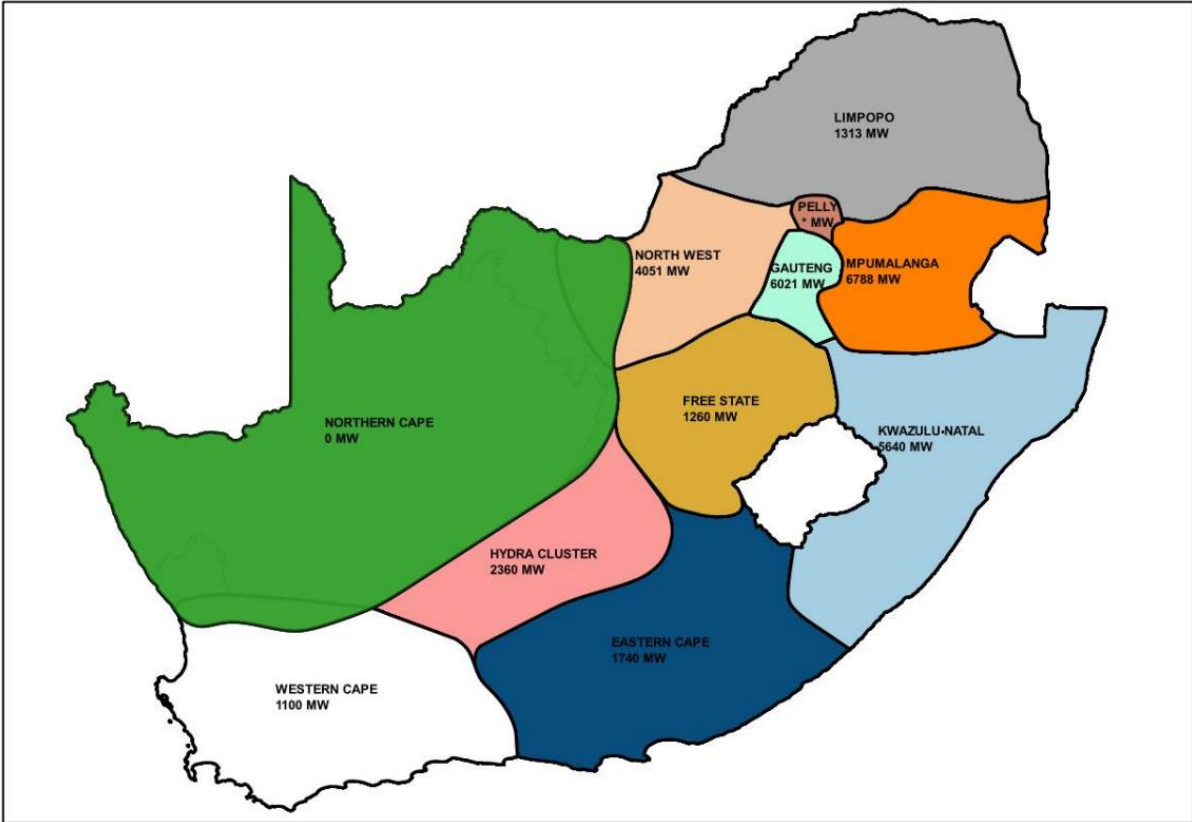 LIMPOPO
1313 MW
PELLY
* MW
NORTH WEST
4051 MW
GAUTENG
6021 MW
MPUMALANGA
6788 MW
NORTHERN CAPE
0 MW
FREE STATE
1260 MW
KWAZULU-NATAL
5640 MW
HYDRA CLUSTER
2360 MW
EASTERN CAPE
1740 MW
WESTERN CAPE
1100 MW